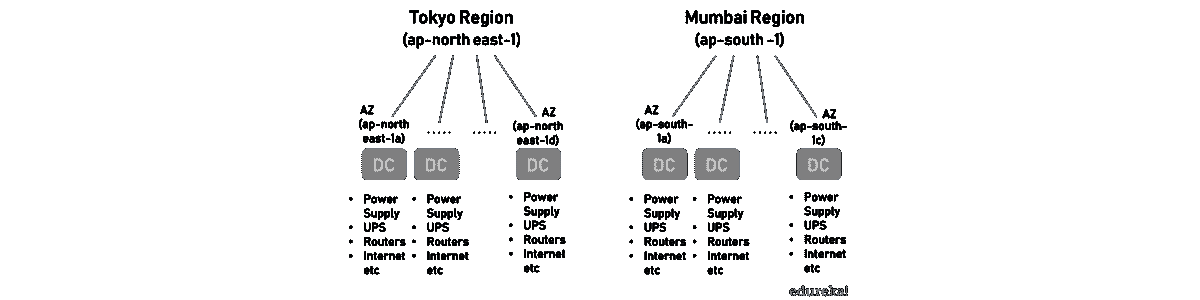 Tokyo Region
(ap-north east-1)
AZ
(ap-north
east-1a)
.....
.....
AZ
(ap-north
east-1d)
DC
DC
DC
• Power
Supply
• UPS
• Routers
• Internet
etc
• Power
Supply
• UPS
• Routers
• Internet
etc
• Power
Supply
• UPS
• Routers
• Internet
etc
Mumbai Region
(ap-south -1)
AZ
(ap-south-
1a)
.....
.....
AZ
(ap-south-
1c)
DC
DC
DC
• Power
Supply
• UPS
• Routers
• Internet
etc
• Power
Supply
• UPS
• Routers
• Internet
etc
• Power
Supply
• UPS
• Routers
• Internet
etc
edureka!